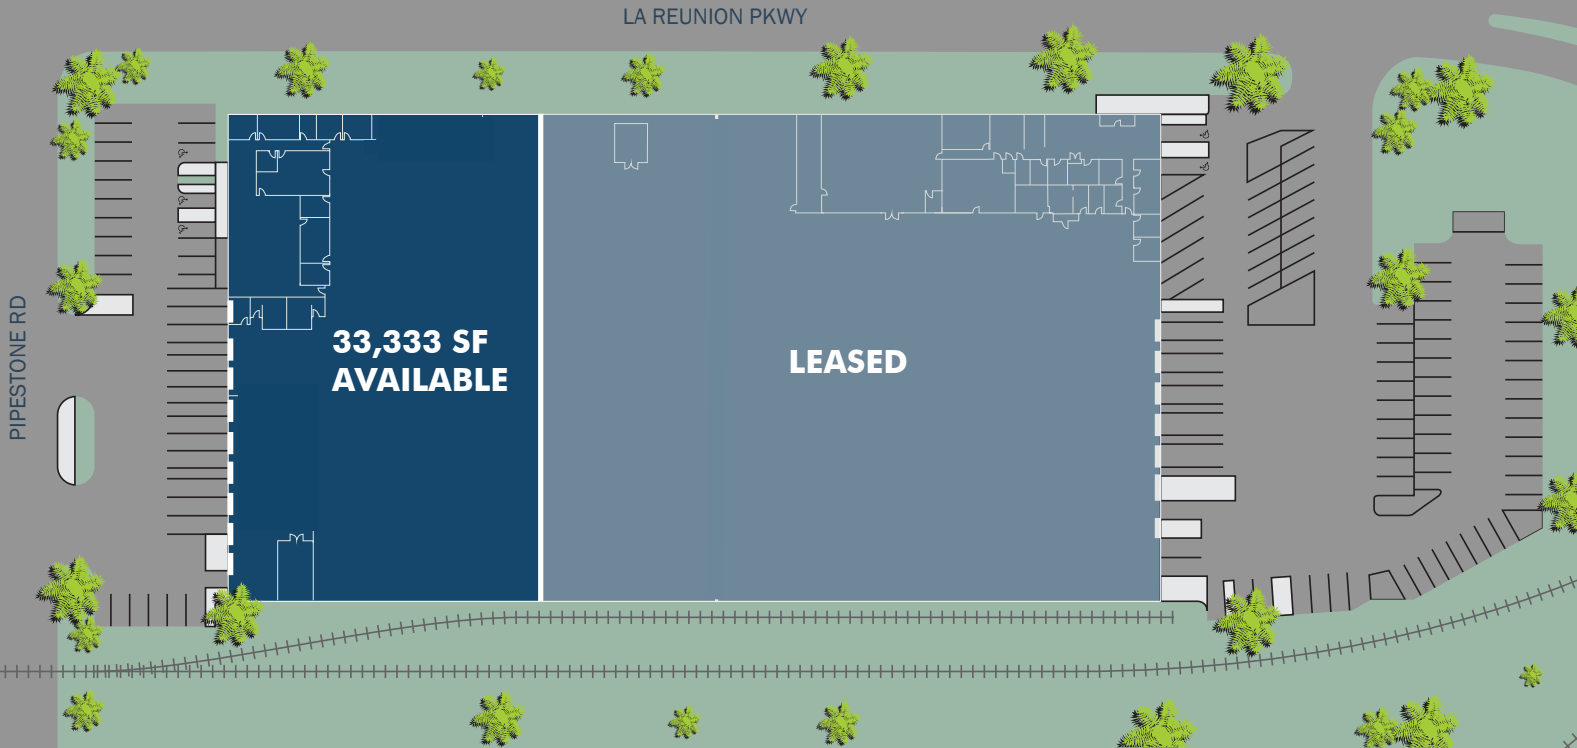 LA REUNION PKWY
PIPESTONE RD
33,333 SF
AVAILABLE
LEASED